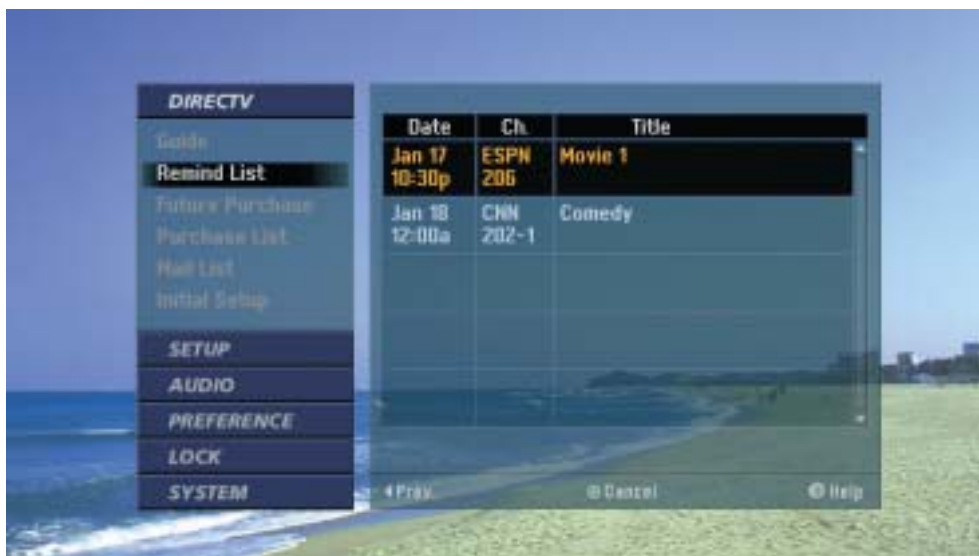 DIRECTV
Guide
Remind List
Future Purchase
Purchase List
Mail List
Initial Setup
SETUP
AUDIO
PREFERENCE
LOCK
SYSTEM
Date Ch. Title
Jan 17 ESPN Movie 1
10:30p 206
Jan 18 CNN Comedy
12:00a 202-1
Prev. Cancel Help